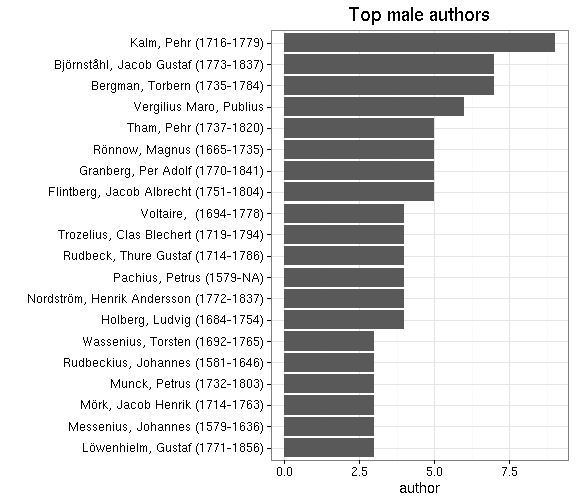 Top male authors
Kalm, Pehr (1716-1779)
Björnståhl, Jacob Gustaf (1773-1837)
Bergman, Torbern (1735-1784)
Vergilius Maro, Publius
Tham, Pehr (1737-1820)
Rönnow, Magnus (1665-1735)
Granberg, Per Adolf (1770-1841)
Flintberg, Jacob Albrecht (1751-1804)
Voltaire,  (1694-1778)
Trozelius, Clas Blechert (1719-1794)
Rudbeck, Thure Gustaf (1714-1786)
Pachius, Petrus (1579-NA)
Nordström, Henrik Andersson (1772-1837)
Holberg, Ludvig (1684-1754)
Wassenius, Torsten (1692-1765)
Rudbeckius, Johannes (1581-1646)
Munck, Petrus (1732-1803)
Mörk, Jacob Henrik (1714-1763)
Messenius, Johannes (1579-1636)
Löwenhielm, Gustaf (1771-1856)
0.0 2.5 5.0 7.5
author